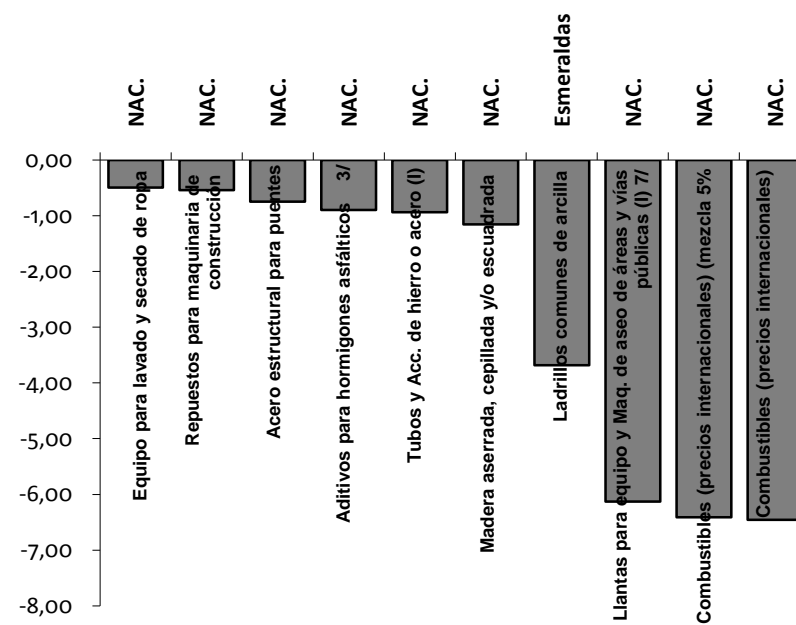 NAC.
NAC.
NAC.
NAC.
NAC.
NAC.
Esmeraldas
NAC.
NAC.
NAC.
0,00
-1,00
-2,00
-3,00
-4,00
-5,00
-6,00
-7,00
-8,00
Equipo para lavado y secado de ropa
Repuestos para maquinaria de
construcción
Acero estructural para puentes
Aditivos para hormigones asfálticos 3/
Tubos y Acc. de hierro o acero (I)
Madera aserrada, cepillada y/o escuadrada
Ladrillos comunes de arcilla
Llantas para equipo y Maq. de aseo de áreas y vías
públicas (I) 7/
Combustibles (precios internacionales) (mezcla 5%
Combustibles (precios internacionales)